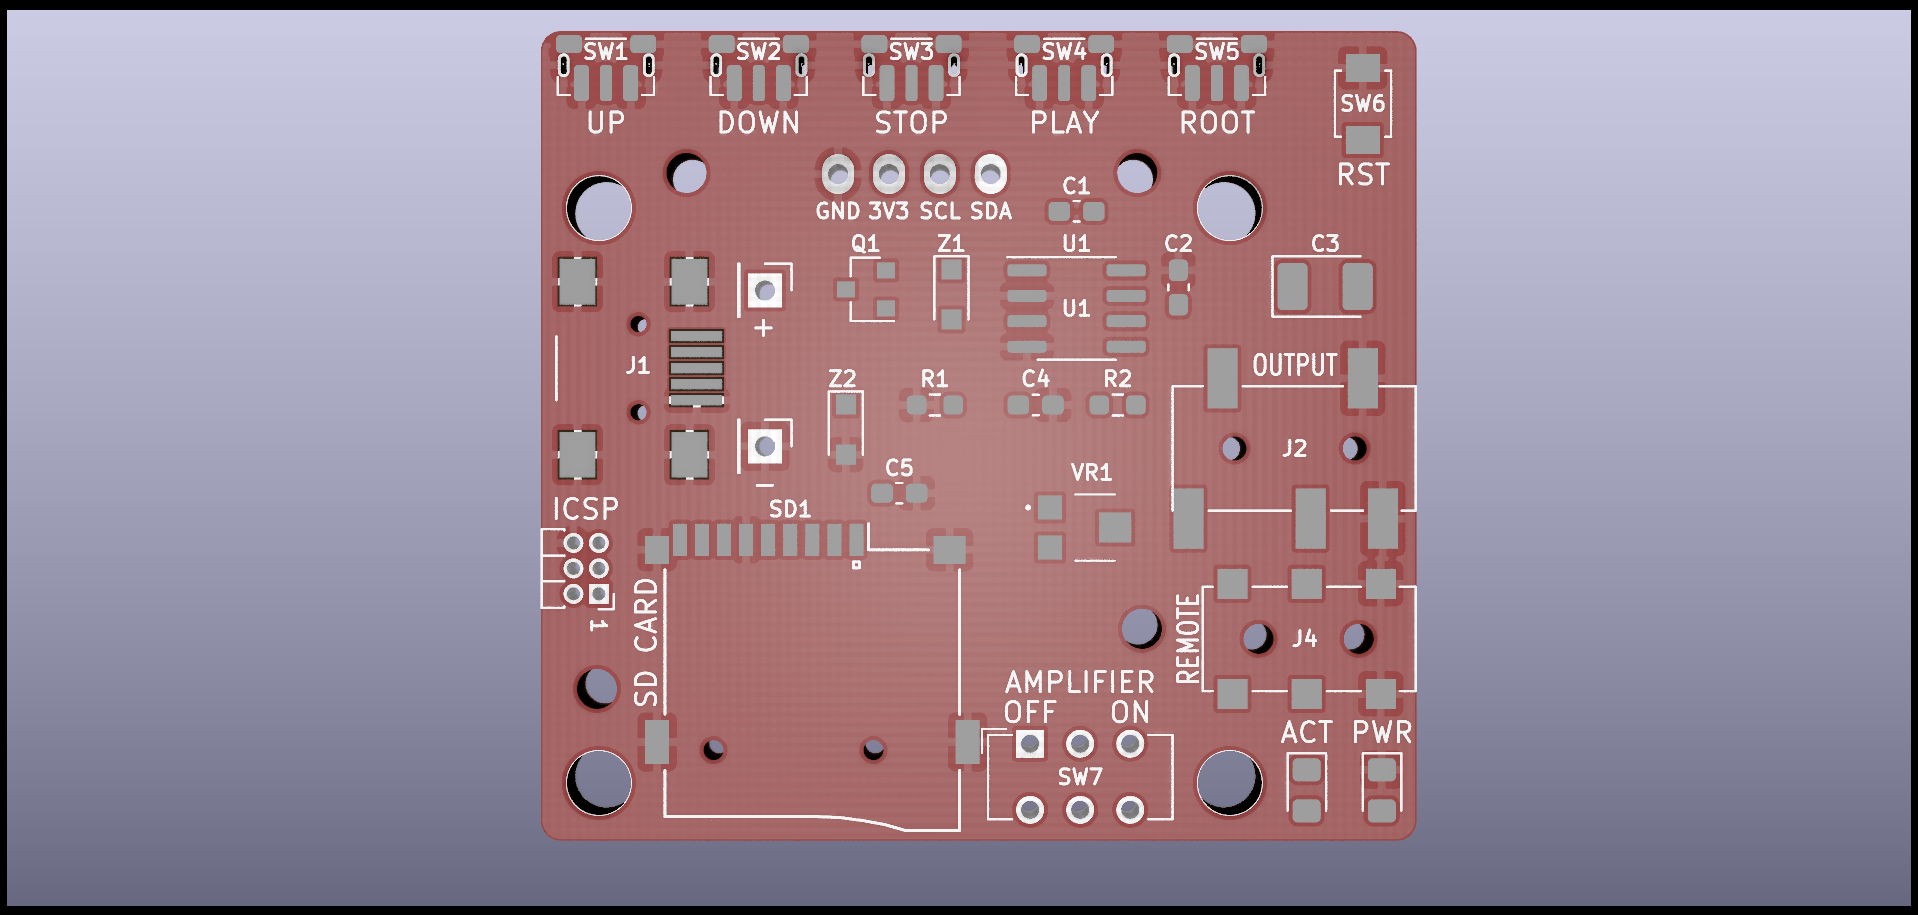 SW1 SW2 SW3 SW4 SW5
UP DOWN STOP PLAY ROOT
SW6
RST
GND 3V3 SCL SDA
C1
Q1 Z1 U1 C2 C3
U1
+
J1
OUTPUT
Z2 R1 C4 R2
J2
C5
VR1
−
SD1
ICSP
1
SD CARD
REMOTE
J4
AMPLIFIER
OFF ON
SW7
ACT PWR